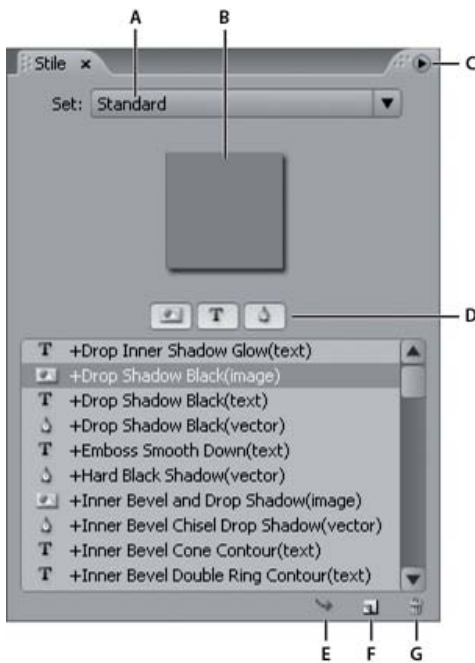 A
B
Stile ×
C
Set: Standard
T
D
T +Drop Inner Shadow Glow(text)
+Drop Shadow Black(image)
T +Drop Shadow Black(text)
+Drop Shadow Black(vector)
T +Emboss Smooth Down(text)
+Hard Black Shadow(vector)
+Inner Bevel and Drop Shadow(image)
+Inner Bevel Chisel Drop Shadow(vector)
T +Inner Bevel Cone Contour(text)
T +Inner Bevel Double Ring Contour(text)
E
F
G